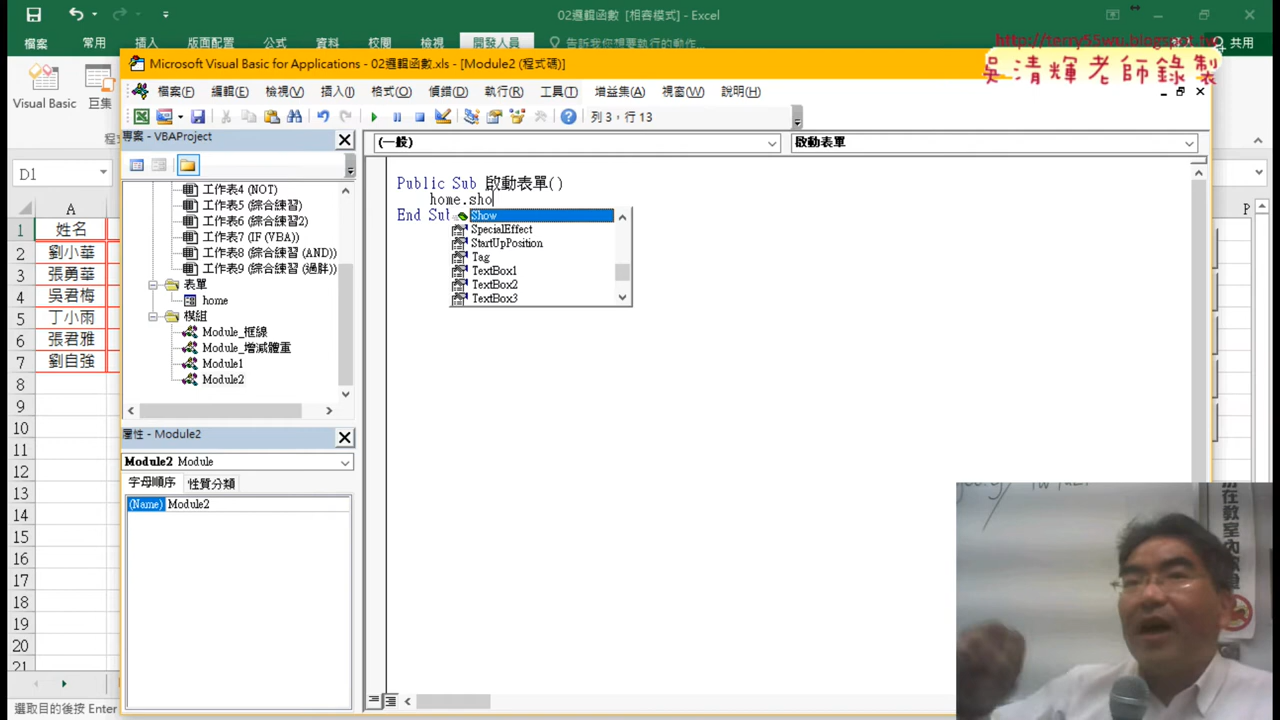 02邏輯函數 [相容模式] - Excel
檔案 常用 插入 版面配置 公式 資料 校閱 檢視 開發人員 告訴我您想要執行的動作... 共用
http://terry55wu.blogspot.tw
吳清輝老師錄製
Visual Basic 巨集
Microsoft Visual Basic for Applications - 02邏輯函數.xls - [Module2 (程式碼)]
檔案(F) 編輯(E) 檢視(V) 插入(I) 格式(O) 偵錯(D) 執行(R) 工具(T) 增益集(A) 視窗(W) 說明(H)
列 3，行 13
專案 - VBAProject
(一般) 啟動表單
D1
A P
1 姓名
2 劉小華
3 張勇華
4 吳君梅
5 丁小雨
6 張君雅
7 劉自強
8
9
10
11
12
13
14
15
16
17
18
19
20
21
工作表4 (NOT)
工作表5 (綜合練習)
工作表6 (綜合練習2)
工作表7 (IF (VBA))
工作表8 (綜合練習 (AND))
工作表9 (綜合練習 (過胖))
表單
home
模組
Module_框線
Module_增減體重
Module1
Module2
屬性 - Module2
Module2 Module
字母順序 性質分類
(Name) Module2
Public Sub 啟動表單()
home.sho
End Sub
Show
SpecialEffect
StartUpPosition
Tag
TextBox1
TextBox2
TextBox3
選取目的後按 Enter